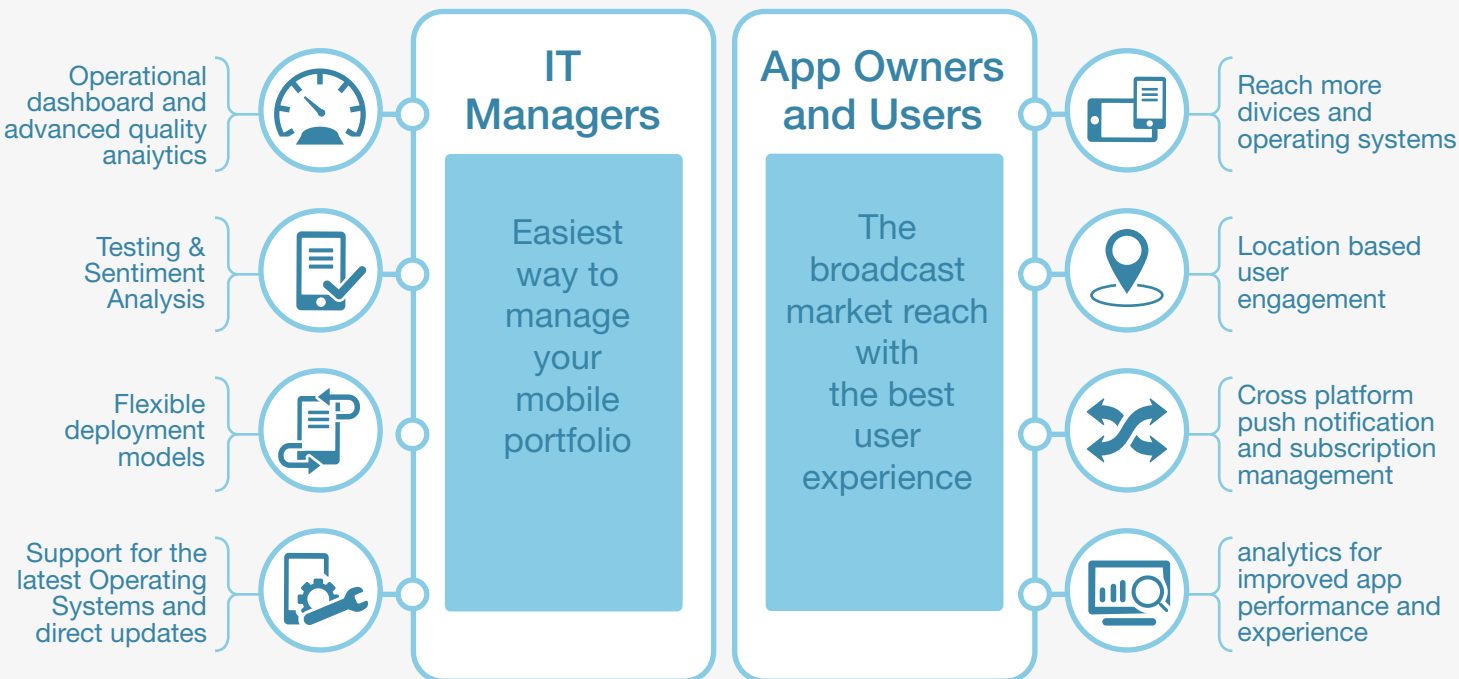 IT
Managers
Easiest
way to
manage
your
mobile
portfolio
Operational
dashboard and
advanced quality
anaiytics
Testing &
Sentiment
Analysis
Flexible
deployment
models
Support for the
latest Operating
Systems and
direct updates
App Owners
and Users
The
broadcast
market reach
with
the best
user
experience
Reach more
divices and
operating systems
Location based
user
engagement
Cross platform
push notification
and subscription
management
analytics for
improved app
performance and
experience